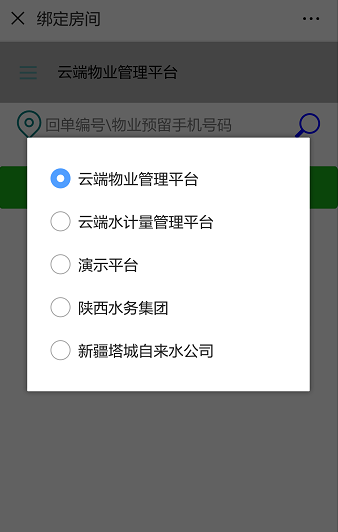 绑定房间
云端物业管理平台
回单编号\物业预留手机号码
云端物业管理平台
云端水计量管理平台
演示平台
陕西水务集团
新疆塔城自来水公司